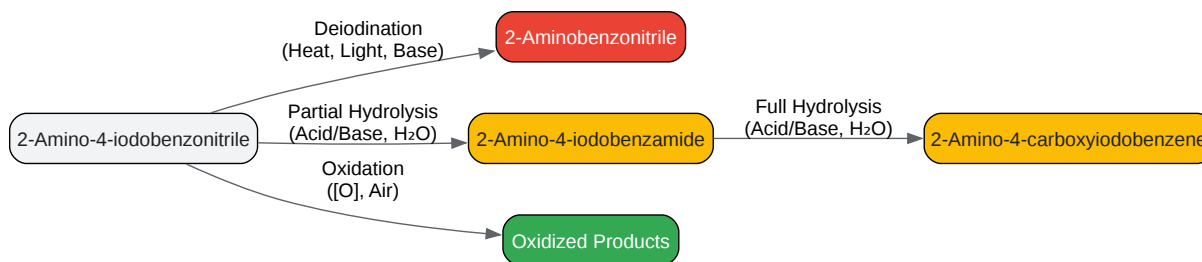 Deiodination
(Heat, Light, Base)
2-Aminobenzonitrile
2-Amino-4-iodobenzonitrile
Partial Hydrolysis
(Acid/Base, H₂O)
2-Amino-4-iodobenzamide
Full Hydrolysis
(Acid/Base, H₂O)
2-Amino-4-carboxyiodobenzene
Oxidation
([O], Air)
Oxidized Products